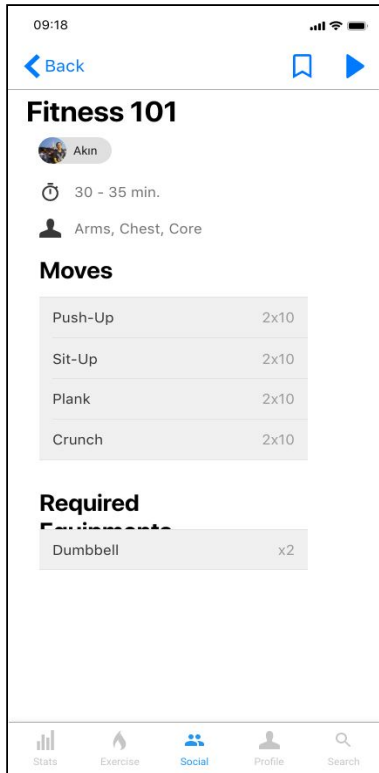 09:18
Back
Fitness 101
Akın
30 - 35 min.
Arms, Chest, Core
Moves
Push-Up 2x10
Sit-Up 2x10
Plank 2x10
Crunch 2x10
Required
Equipments
Dumbbell x2
Stats Exercise Social Profile Search